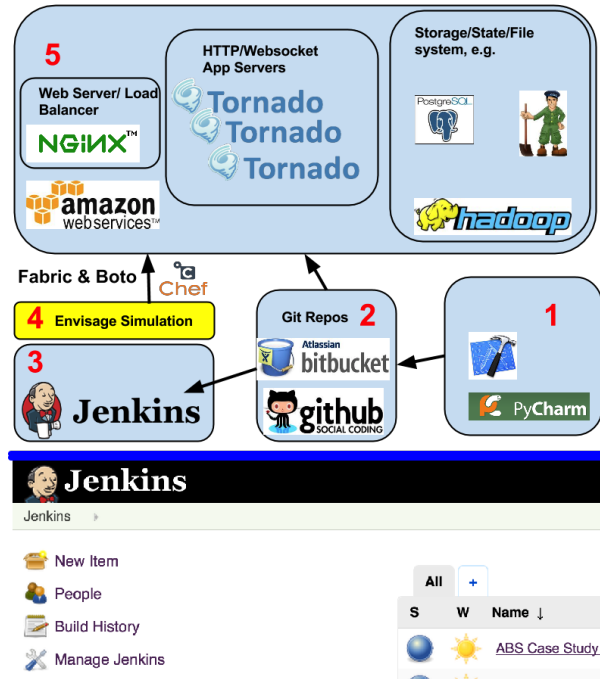 5
HTTP/Websocket
App Servers
Storage/State/File
system, e.g.
Web Server/ Load
Balancer
NGiNX™
Tornado
Tornado
Tornado
PostgreSQL
amazon
webservices™
hadoop
Fabric & Boto
Chef
4 Envisage Simulation
Git Repos 2
1
Atlassian
bitbucket
3
Jenkins
github
SOCIAL CODING
PyCharm
Jenkins
Jenkins
New Item
People
Build History
Manage Jenkins
All +
S W Name ↓
ABS Case Study